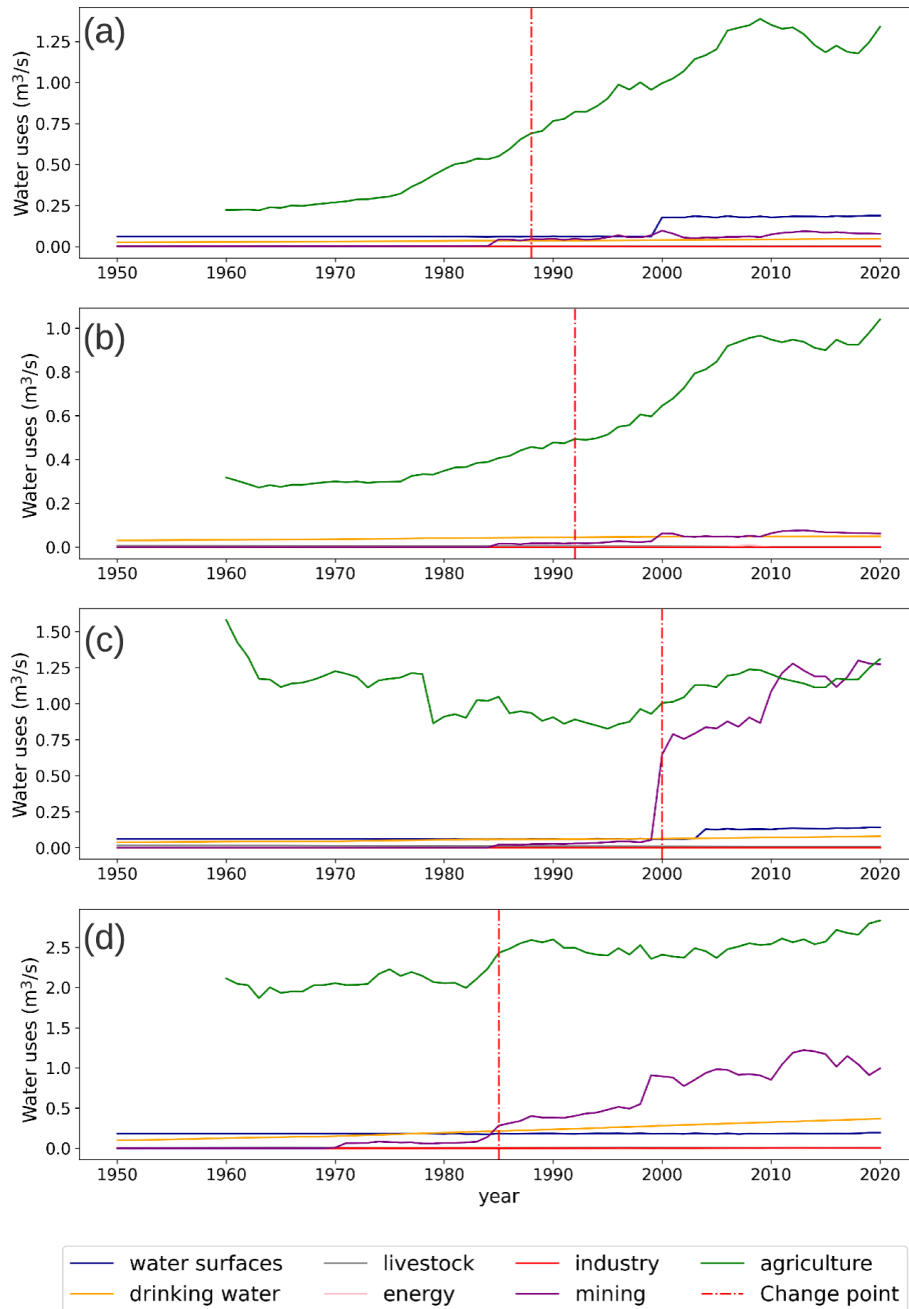 (a)
Water uses (m³/s)
1.25
1.00
0.75
0.50
0.25
0.00
1950 1960 1970 1980 1990 2000 2010 2020
(b)
Water uses (m³/s)
1.0
0.8
0.6
0.4
0.2
0.0
1950 1960 1970 1980 1990 2000 2010 2020
(c)
Water uses (m³/s)
1.50
1.25
1.00
0.75
0.50
0.25
0.00
1950 1960 1970 1980 1990 2000 2010 2020
(d)
Water uses (m³/s)
2.5
2.0
1.5
1.0
0.5
0.0
1950 1960 1970 1980 1990 2000 2010 2020
year
water surfaces livestock industry agriculture
drinking water energy mining Change point